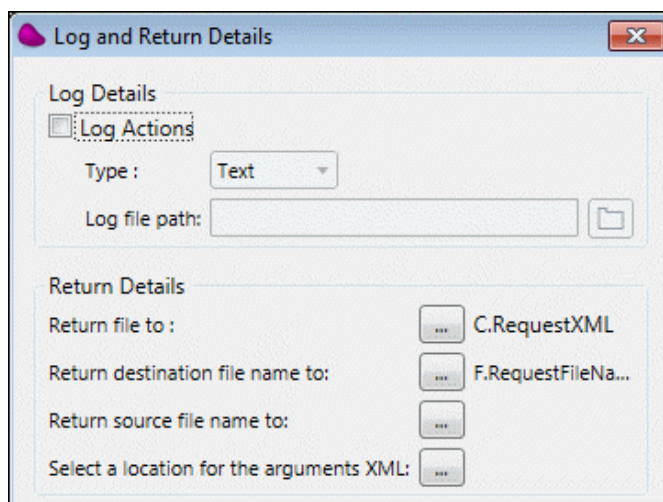 Log and Return Details
Log Details
Log Actions
Type : Text
Log file path:
Return Details
Return file to : ... C.RequestXML
Return destination file name to: ... F.RequestFileNa...
Return source file name to: ...
Select a location for the arguments XML: ...